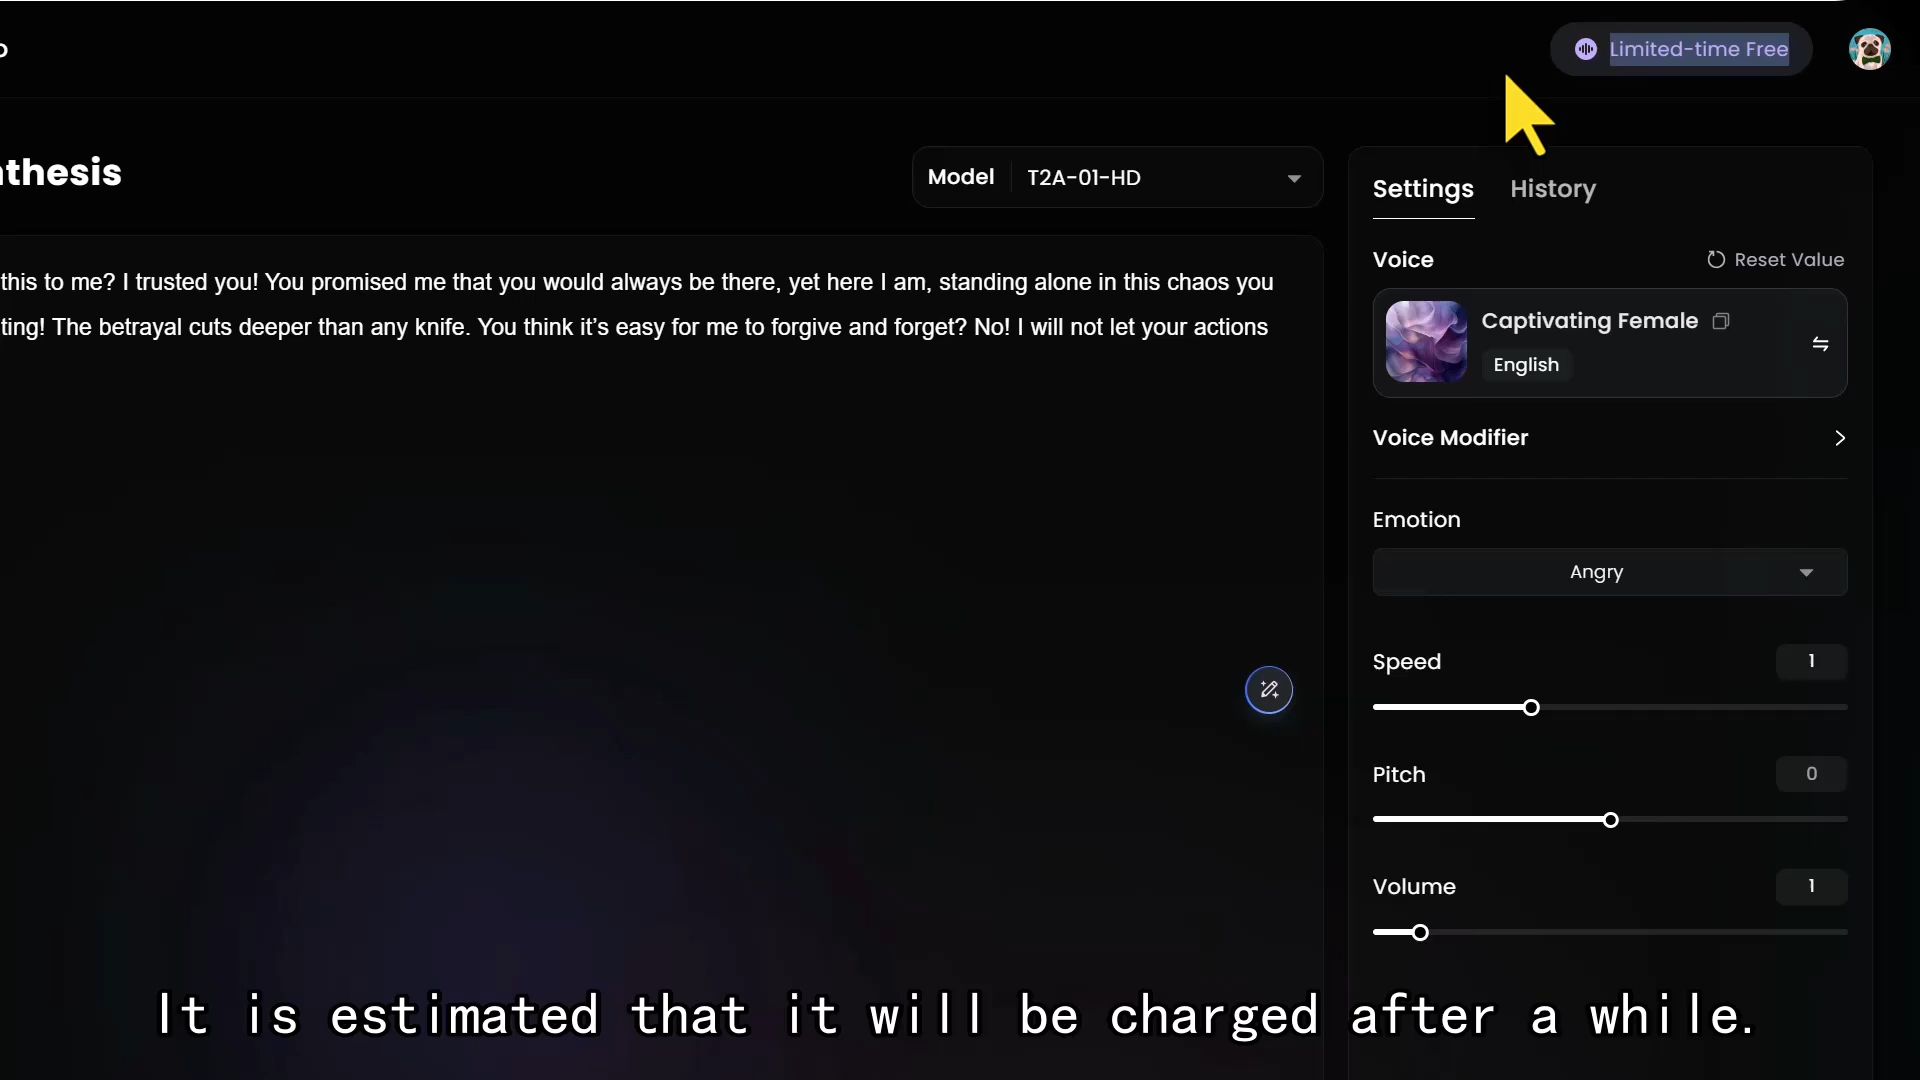 Limited-time Free
nthesis
Model T2A-01-HD
Settings History
this to me? I trusted you! You promised me that you would always be there, yet here I am, standing alone in this chaos you
ting! The betrayal cuts deeper than any knife. You think it’s easy for me to forgive and forget? No! I will not let your actions
Voice Reset Value
Captivating Female
English
Voice Modifier
Emotion
Angry
Speed 1
Pitch 0
Volume 1
It is estimated that it will be charged after a while.